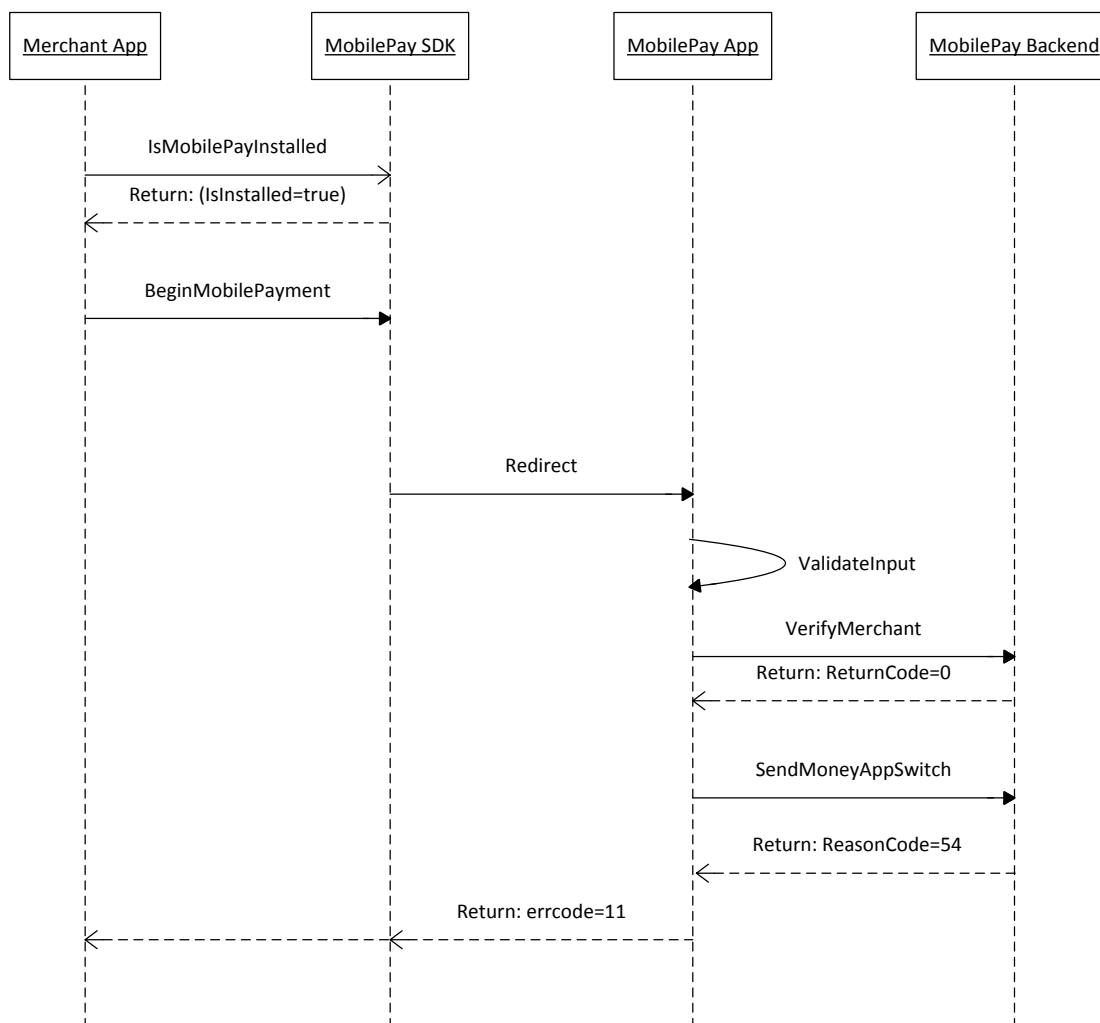 Merchant App
MobilePay SDK
MobilePay App
MobilePay Backend
IsMobilePayInstalled
Return: (IsInstalled=true)
BeginMobilePayment
Redirect
ValidateInput
VerifyMerchant
Return: ReturnCode=0
SendMoneyAppSwitch
Return: ReasonCode=54
Return: errcode=11